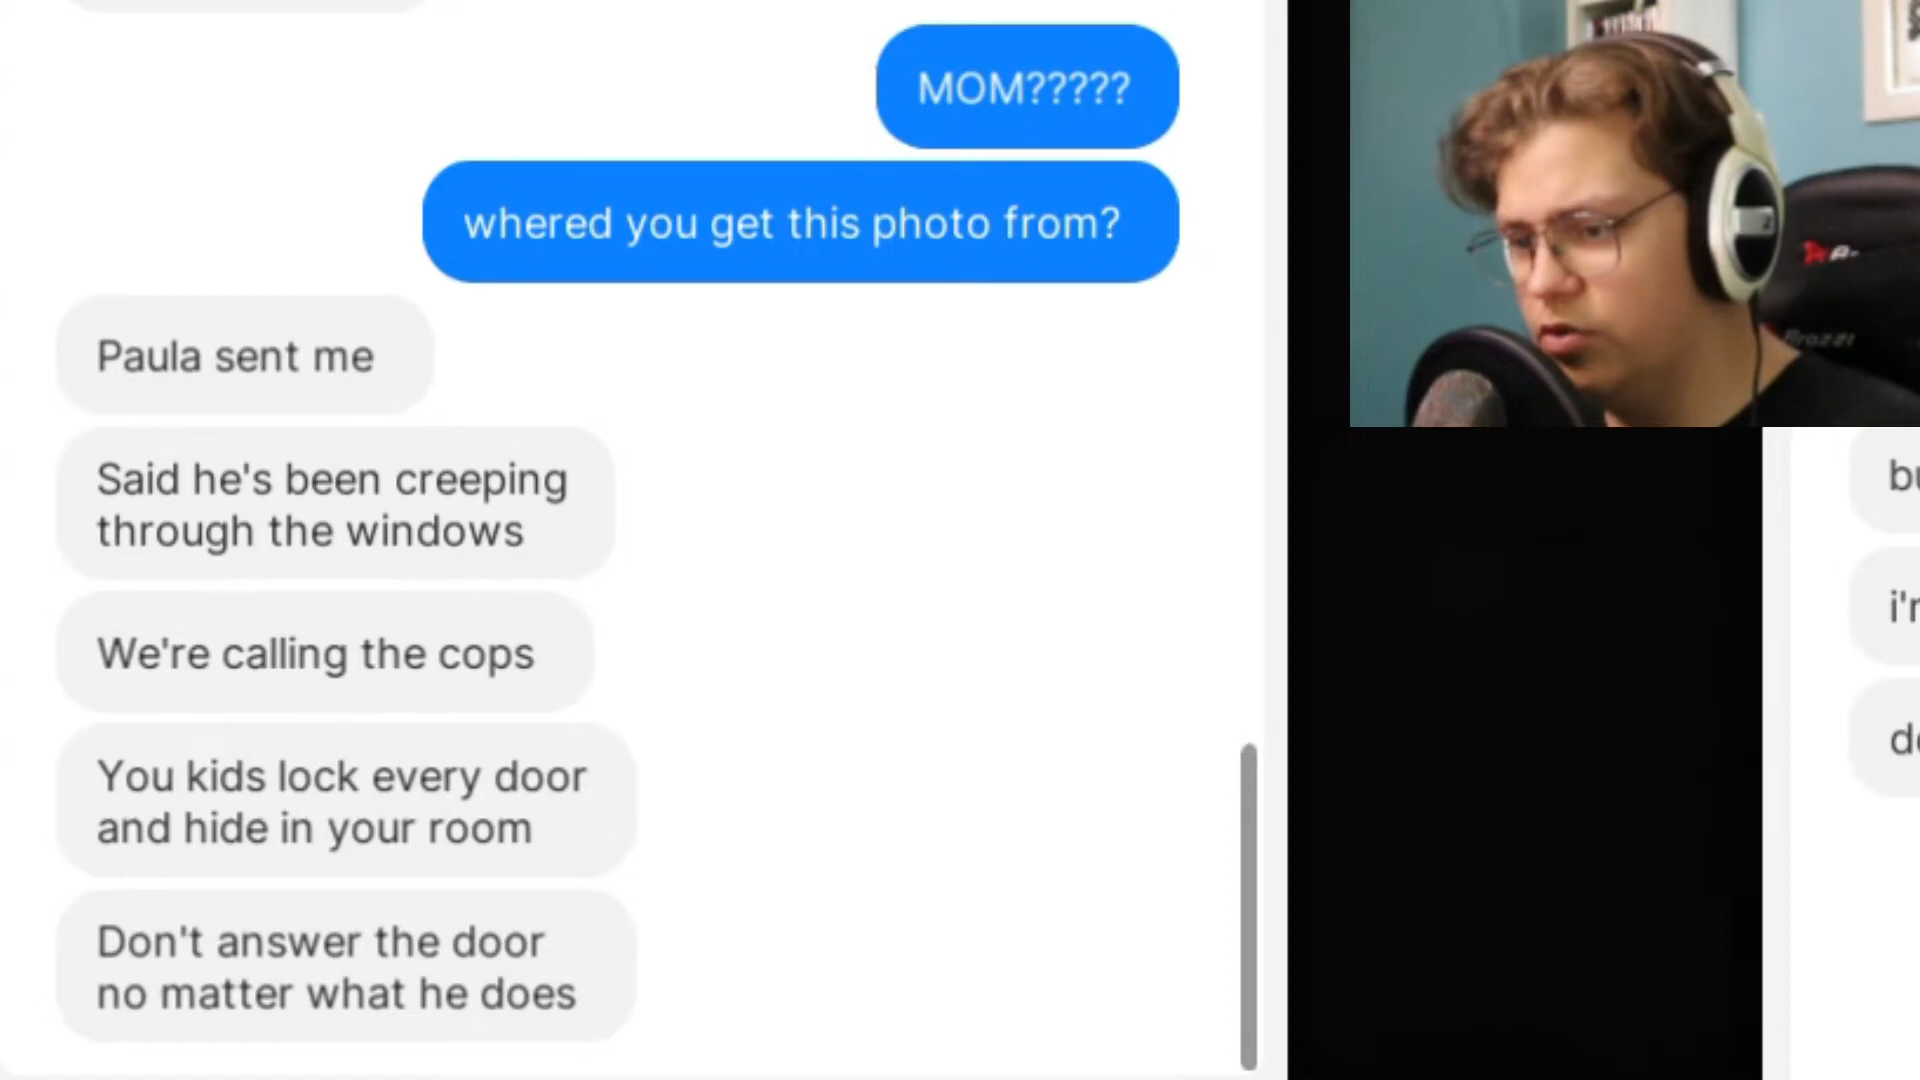 MOM?????
whered you get this photo from?
Paula sent me
Said he's been creeping
through the windows
We're calling the cops
You kids lock every door
and hide in your room
Don't answer the door
no matter what he does